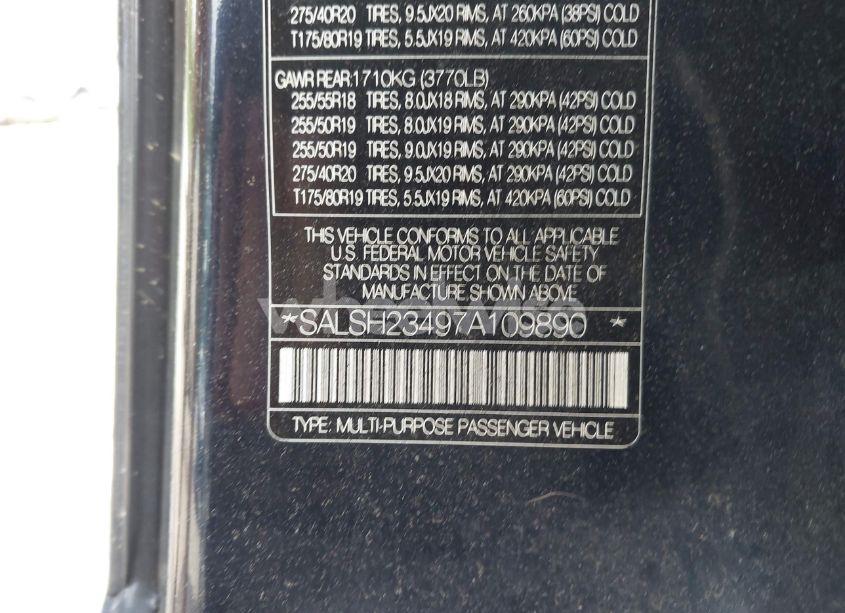 275/40R20 TIRES, 9.5JX20 RIMS, AT 260KPA (38PSI) COLD
T175/80R19 TIRES, 5.5JX19 RIMS, AT 420KPA (60PSI) COLD
GAWR REAR:1710KG (3770LB)
255/55R18 TIRES, 8.0JX18 RIMS, AT 290KPA (42PSI) COLD
255/50R19 TIRES, 8.0JX19 RIMS, AT 290KPA (42PSI) COLD
255/50R19 TIRES, 9.0JX19 RIMS, AT 290KPA (42PSI) COLD
275/40R20 TIRES, 9.5JX20 RIMS, AT 290KPA (42PSI) COLD
T175/80R19 TIRES, 5.5JX19 RIMS, AT 420KPA (60PSI) COLD
THIS VEHICLE CONFORMS TO ALL APPLICABLE
U.S. FEDERAL MOTOR VEHICLE SAFETY
STANDARDS IN EFFECT ON THE DATE OF
MANUFACTURE SHOWN ABOVE
*SALSH23497A109890 *
TYPE: MULTI-PURPOSE PASSENGER VEHICLE